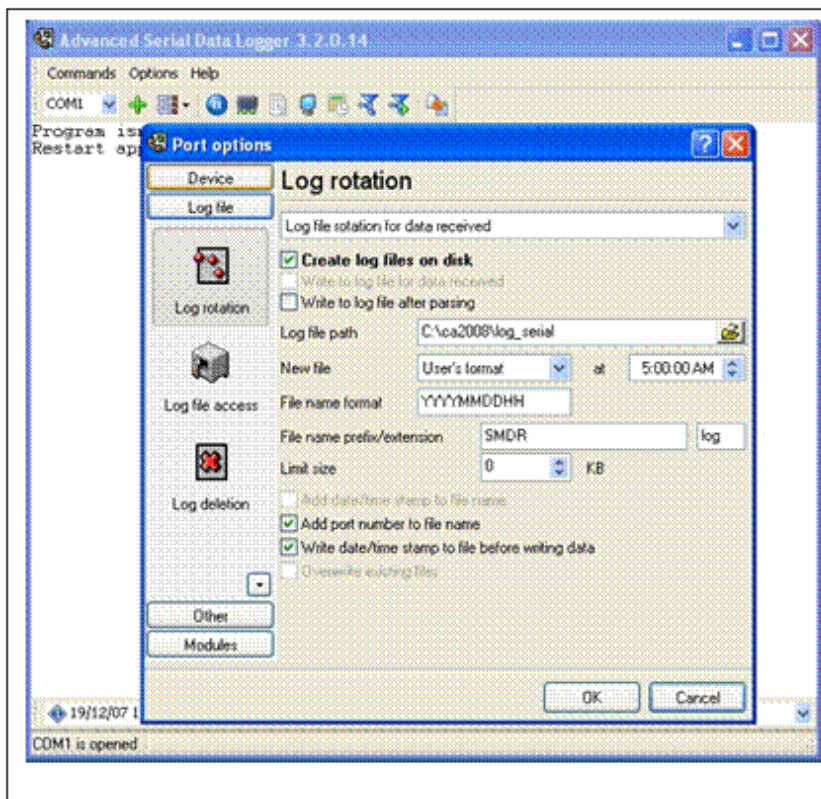 Advanced Serial Data Logger 3.2.0.14
Commands Options Help
COM1
Program isn
Restart app
Port options
Device
Log file
Log rotation
Log file access
Log deletion
Other
Modules
Log rotation
Log file rotation for data received
Create log files on disk
Write to log file for data received
Write to log file after parsing
Log file path C:\ca2008\log_serial
New file User's format at 5:00:00 AM
File name format YYYYMMDDHH
File name prefix/extension SMDR log
Limit size 0 KB
Add date/time stamp to file name
Add port number to file name
Write date/time stamp to file before writing data
Overwrite existing files
OK Cancel
19/12/07 1
COM1 is opened